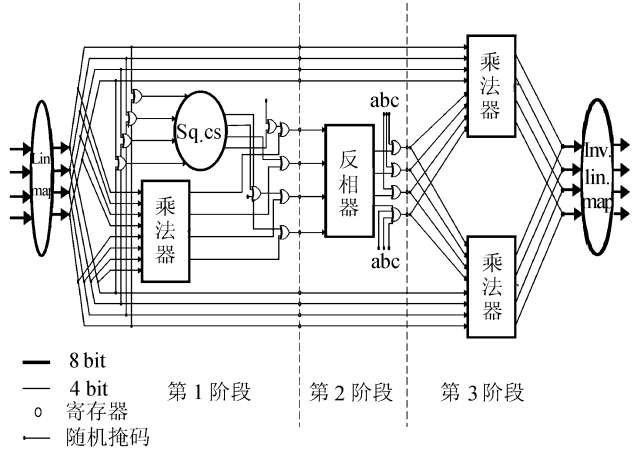 Lin.
map
Sq.cs
乘法器
abc
反相器
abc
乘法器
乘法器
Inv.
lin.
map
8 bit
4 bit
寄存器
随机掩码
第 1 阶段
第 2 阶段
第 3 阶段